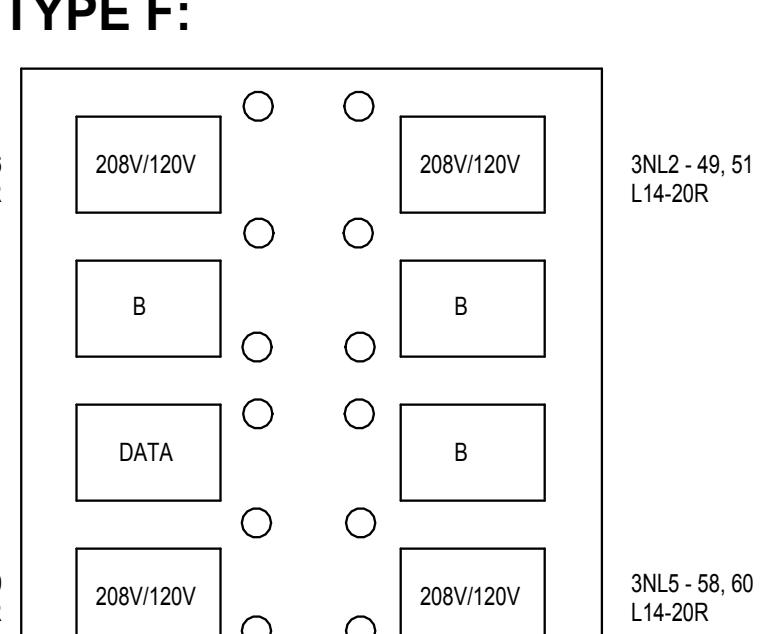 TYPE F:
208V/120V
208V/120V
3NL2 - 49, 51
L14-20R
B
B
DATA
B
208V/120V
208V/120V
3NL5 - 58, 60
L14-20R